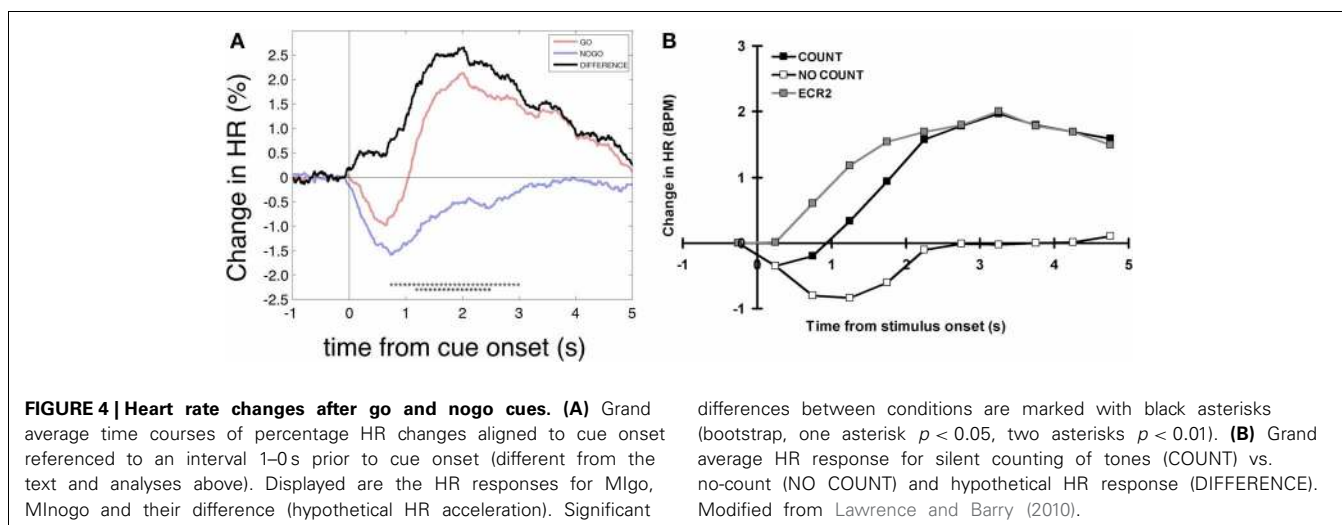 A
GO
NOGO
DIFFERENCE
2.5
2.0
1.5
1.0
0.5
0
-0.5
-1.0
-1.5
-2.0
-2.5
Change in HR (%)
**********************
**************
-1 0 1 2 3 4 5
time from cue onset (s)
B
COUNT
NO COUNT
ECR2
3
2
1
0
-1
Change in HR (BPM)
-1 0 1 2 3 4 5
Time from stimulus onset (s)
FIGURE 4 | Heart rate changes after go and nogo cues. (A) Grand
average time courses of percentage HR changes aligned to cue onset
referenced to an interval 1–0 s prior to cue onset (different from the
text and analyses above). Displayed are the HR responses for MIgo,
MInogo and their difference (hypothetical HR acceleration). Significant
differences between conditions are marked with black asterisks
(bootstrap, one asterisk p < 0.05, two asterisks p < 0.01). (B) Grand
average HR response for silent counting of tones (COUNT) vs.
no-count (NO COUNT) and hypothetical HR response (DIFFERENCE).
Modified from Lawrence and Barry (2010).